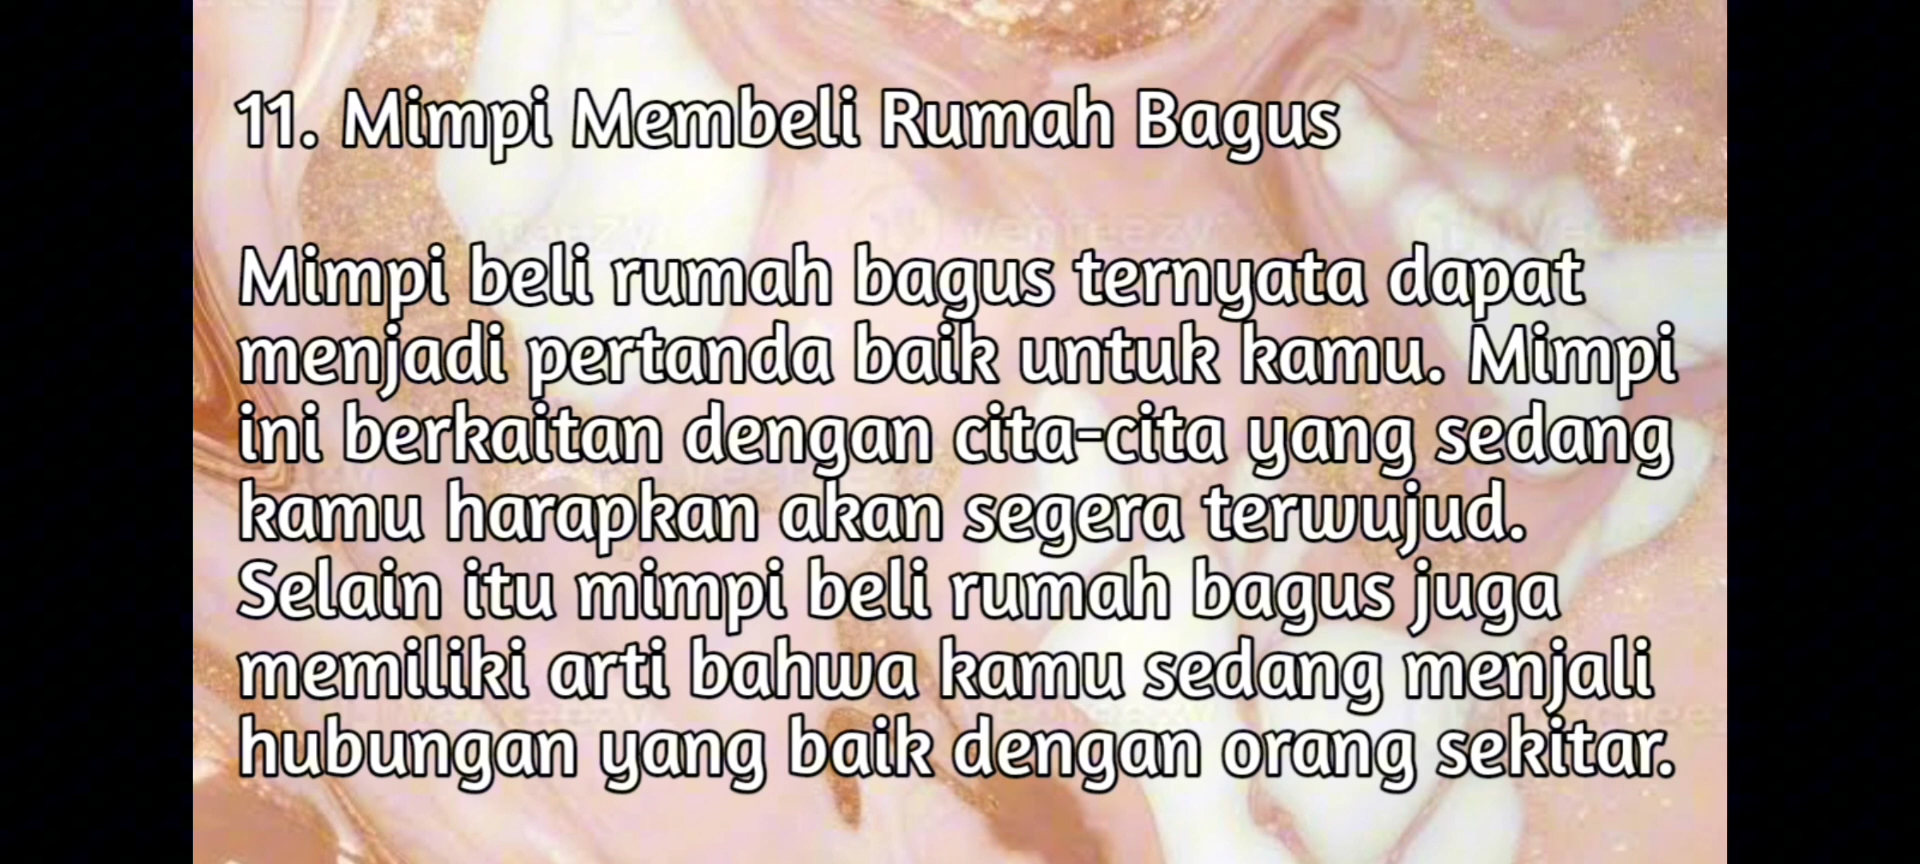 11. Mimpi Membeli Rumah Bagus
Mimpi beli rumah bagus ternyata dapat
menjadi pertanda baik untuk kamu. Mimpi
ini berkaitan dengan cita-cita yang sedang
kamu harapkan akan segera terwujud.
Selain itu mimpi beli rumah bagus juga
memiliki arti bahwa kamu sedang menjali
hubungan yang baik dengan orang sekitar.